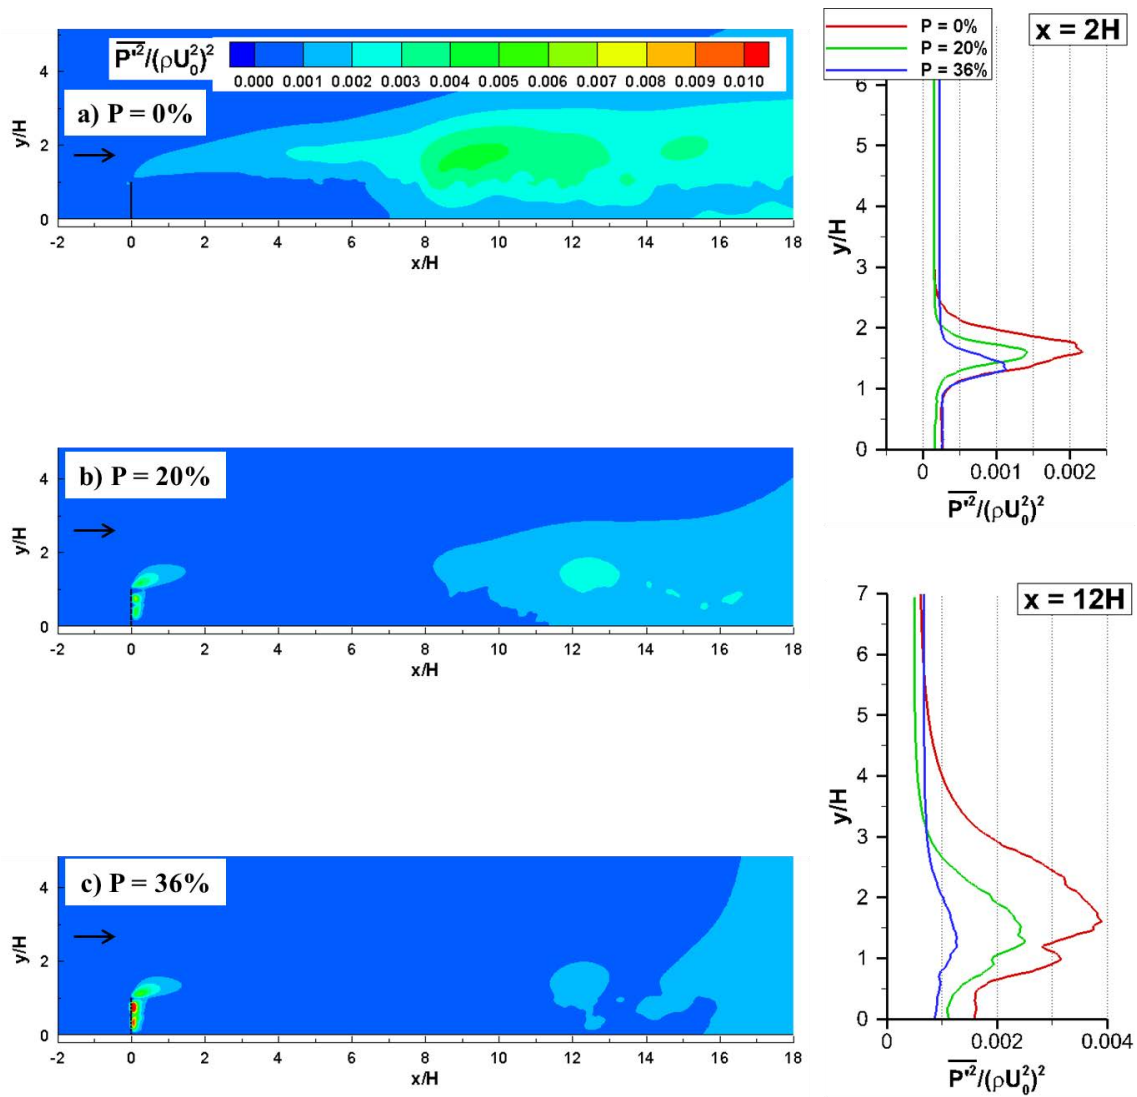 P'²/(ρU₀²)²
0.000 0.001 0.002 0.003 0.004 0.005 0.006 0.007 0.008 0.009 0.010
a) P = 0%
y/H
4
2
0
-2 0 2 4 6 8 10 12 14 16 18
x/H
P = 0%
P = 20%
P = 36%
x = 2H
y/H
6
5
4
3
2
1
0
0 0.001 0.002
P'²/(ρU₀²)²
b) P = 20%
y/H
4
2
0
-2 0 2 4 6 8 10 12 14 16 18
x/H
x = 12H
y/H
7
6
5
4
3
2
1
0
0 0.002 0.004
P'²/(ρU₀²)²
c) P = 36%
y/H
4
2
0
-2 0 2 4 6 8 10 12 14 16 18
x/H